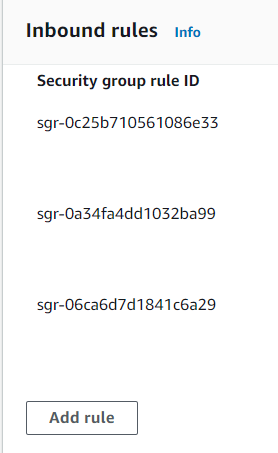 Inbound rules Info
Security group rule ID
sgr-0c25b710561086e33
sgr-0a34fa4dd1032ba99
sgr-06ca6d7d1841c6a29
Add rule